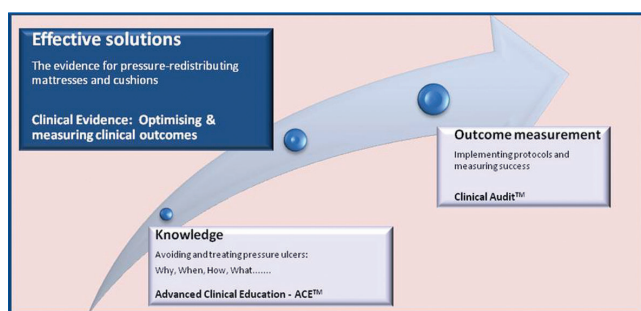 Effective solutions
The evidence for pressure-redistributing
mattresses and cushions
Clinical Evidence: Optimising &
measuring clinical outcomes
Outcome measurement
Implementing protocols and
measuring success
Clinical Audit™
Knowledge
Avoiding and treating pressure ulcers:
Why, When, How, What.......
Advanced Clinical Education - ACE™